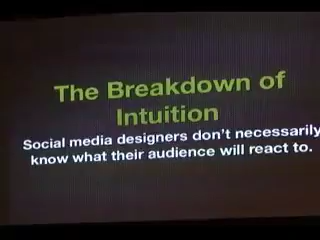 The Breakdown of
Intuition
Social media designers don't necessarily
know what their audience will react to.